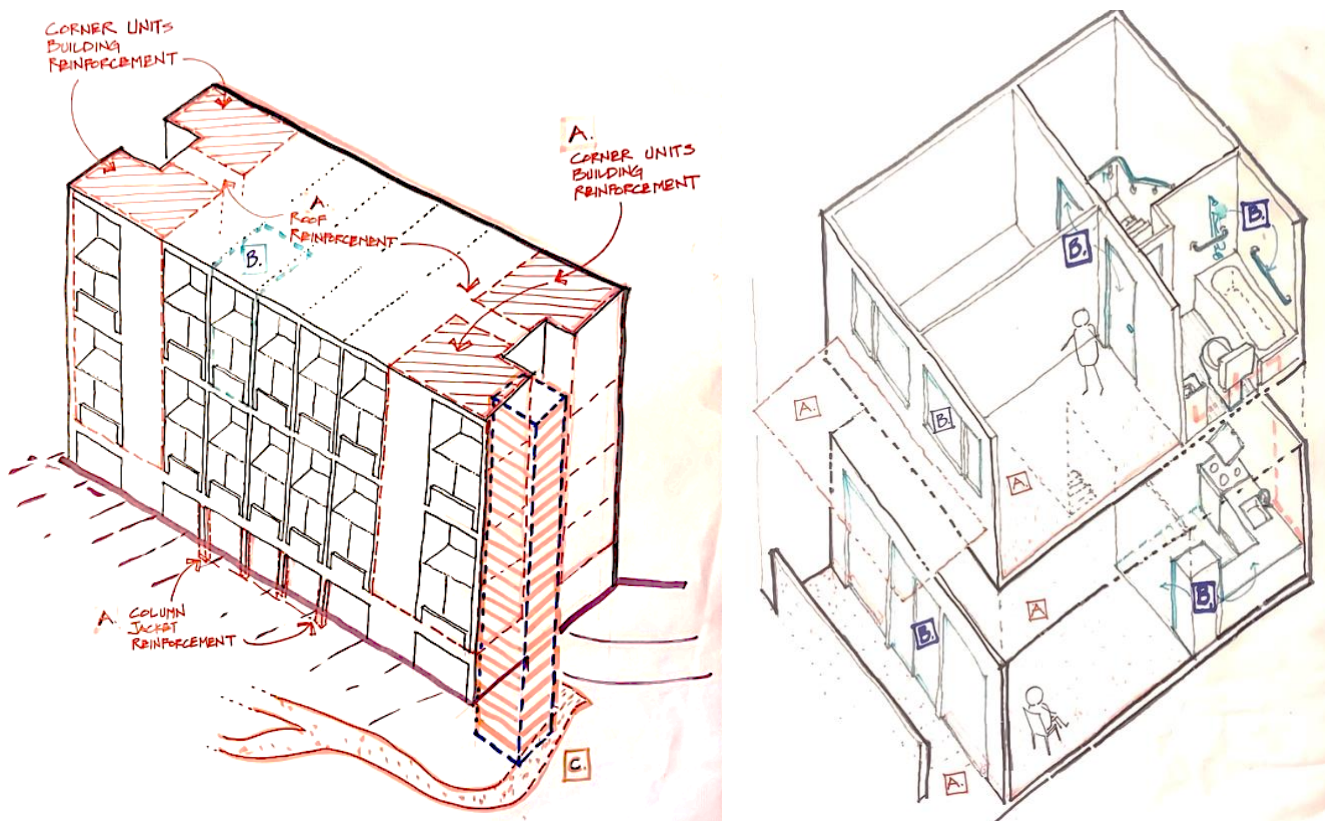 CORNER UNITS
BUILDING
REINFORCEMENT
A.
CORNER UNITS
BUILDING
REINFORCEMENT
A.
ROOF
REINFORCEMENT
B.
A. COLUMN
JACKET
REINFORCEMENT
C.
B.
B.
A.
B.
A.
B.
A
B.
A.